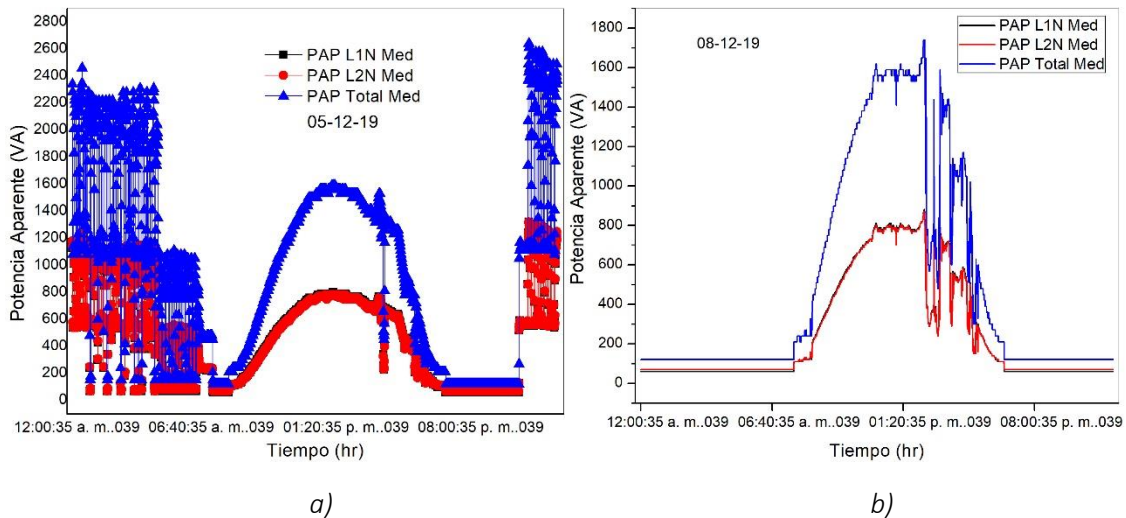 2800
2600
2400
2200
2000
1800
1600
1400
1200
1000
800
600
400
200
0
Potencia Aparente (VA)
PAP L1N Med
PAP L2N Med
PAP Total Med
05-12-19
12:00:35 a. m..039 06:40:35 a. m..039 01:20:35 p. m..039 08:00:35 p. m..039
Tiempo (hr)
a)
1800
1600
1400
1200
1000
800
600
400
200
0
Potencia Aparente (VA)
08-12-19
PAP L1N Med
PAP L2N Med
PAP Total Med
12:00:35 a. m..039 06:40:35 a. m..039 01:20:35 p. m..039 08:00:35 p. m..039
Tiempo (hr)
b)